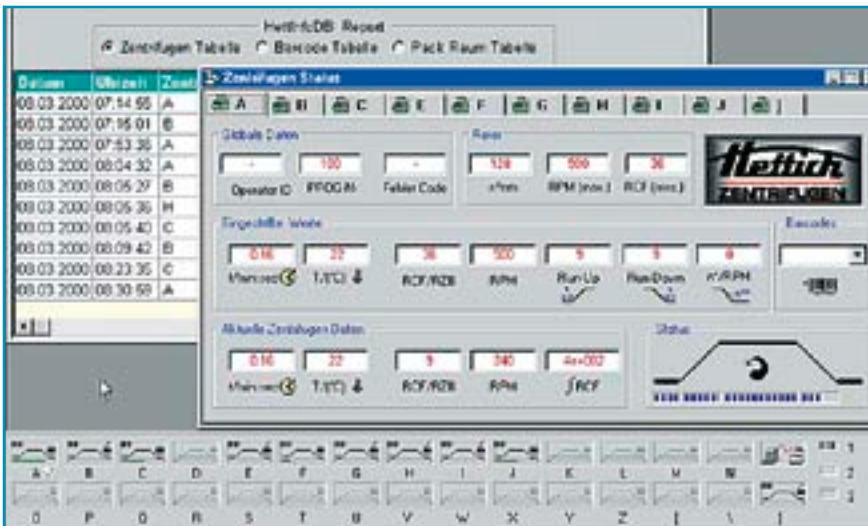 HettInfoDB Report
Zentrifugen Tabelle Barcode Tabelle Pack Raum Tabelle
Datum Uhrzeit
08.03.2000 07:14:55 A
08.03.2000 07:15:01 B
08.03.2000 07:53:36 A
08.03.2000 08:04:32 A
08.03.2000 08:05:27 B
08.03.2000 08:05:36 H
08.03.2000 08:05:40 C
08.03.2000 08:09:42 B
08.03.2000 08:23:35 C
08.03.2000 08:30:59 A
Zentrifugen Status
A B C E F G H I J ]
Globale Daten
- 100 -
Operator ID PROG Nr. Fehler Code
Rotor
128 500 36
RPM (max.) RCF (max.)
Hettich
ZENTRIFUGEN
Eingestellte Werte
0.16 22 36 500 9 9 0
T/(°C) RCF/RZB RPM Run Up Run Down n°/RPM
Barcodes
Aktuelle Zentrifugen Daten
0.16 22 9 240 4e+002
T/(°C) RCF/RZB RPM ∫RCF
Status
A B C D E F G H I J K L M N
1
2
3
O P Q R S T U V W X Y Z [ \ ]